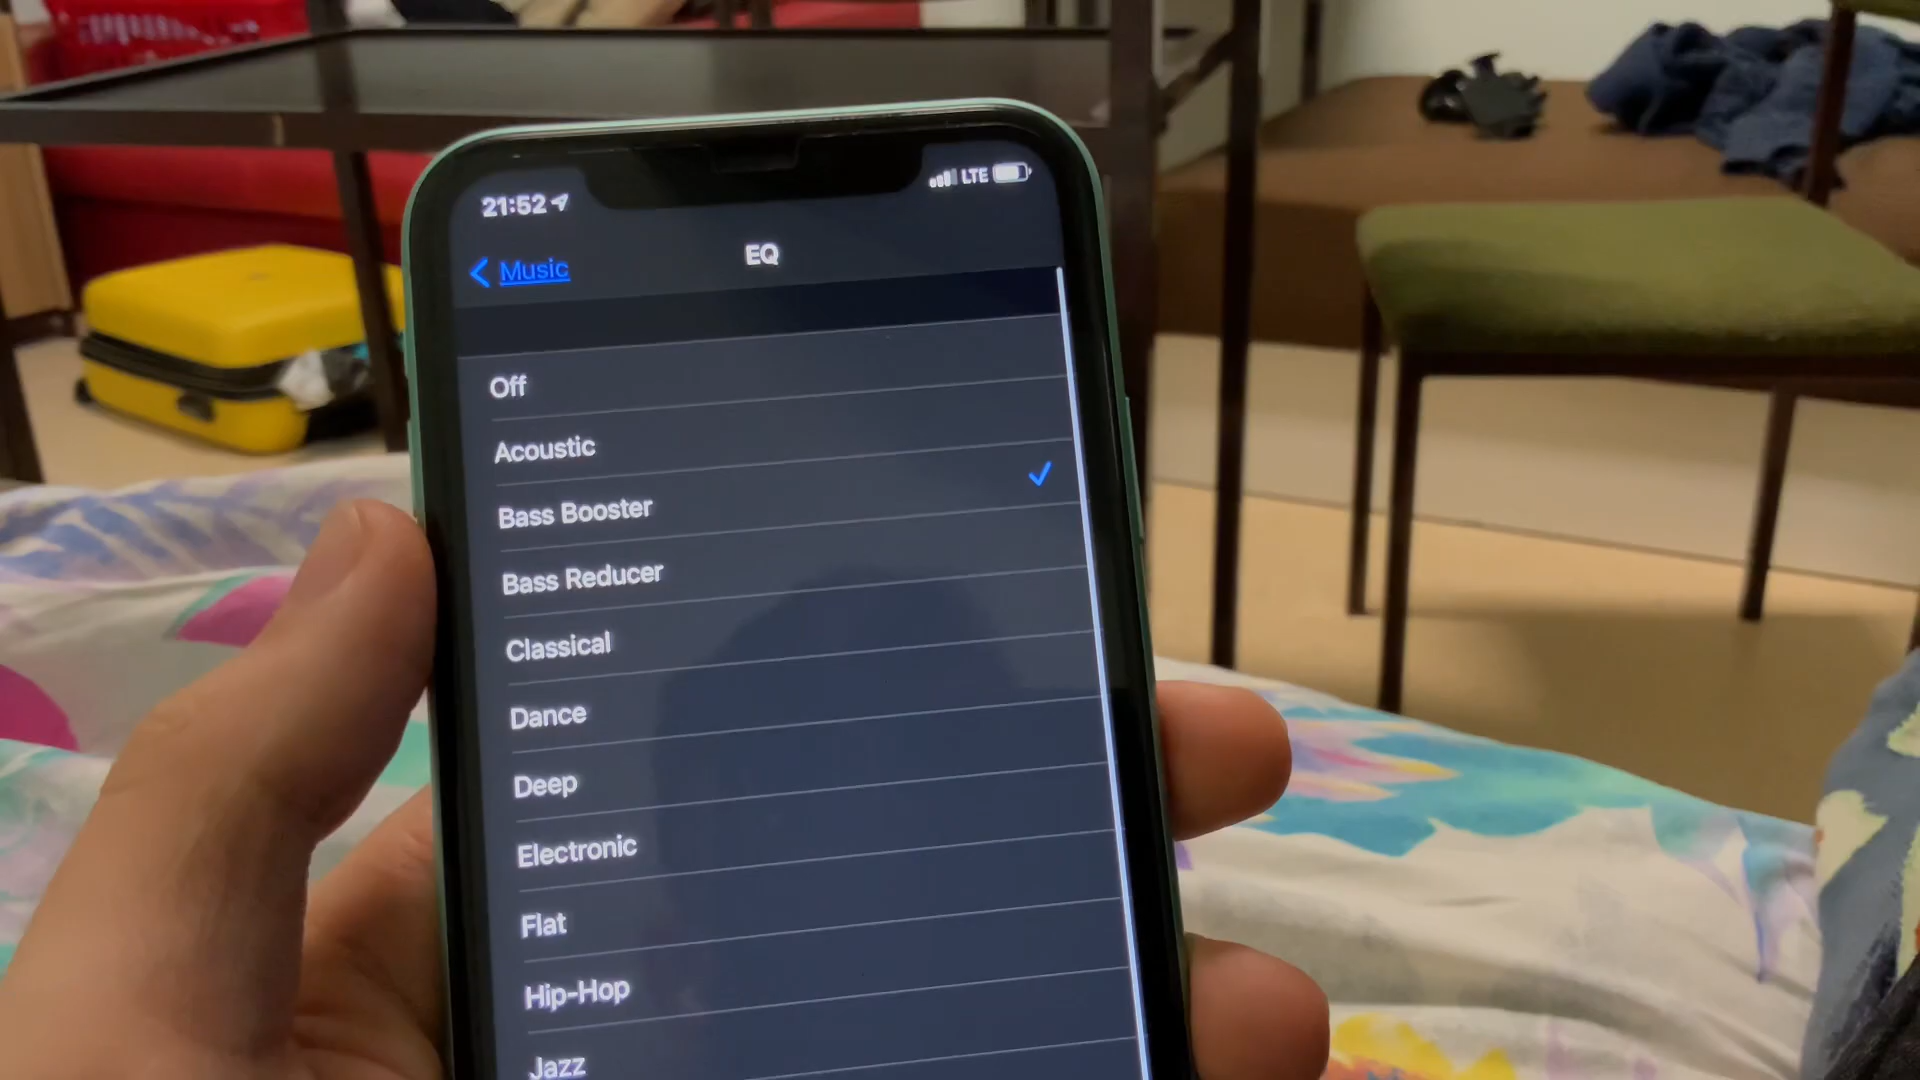 21:52 LTE
Music EQ
Off
Acoustic
Bass Booster
Bass Reducer
Classical
Dance
Deep
Electronic
Flat
Hip-Hop
Jazz